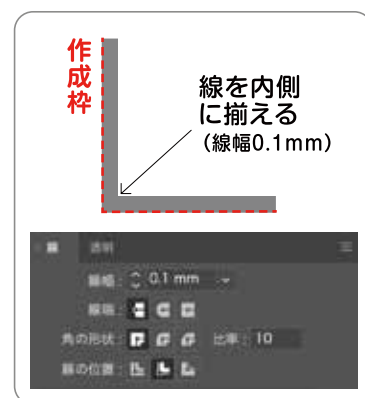 作成枠
線を内側
に揃える
（線幅0.1mm）
線 透明
線幅： 0.1 mm
線端：
角の形状： 比率： 10
線の位置：